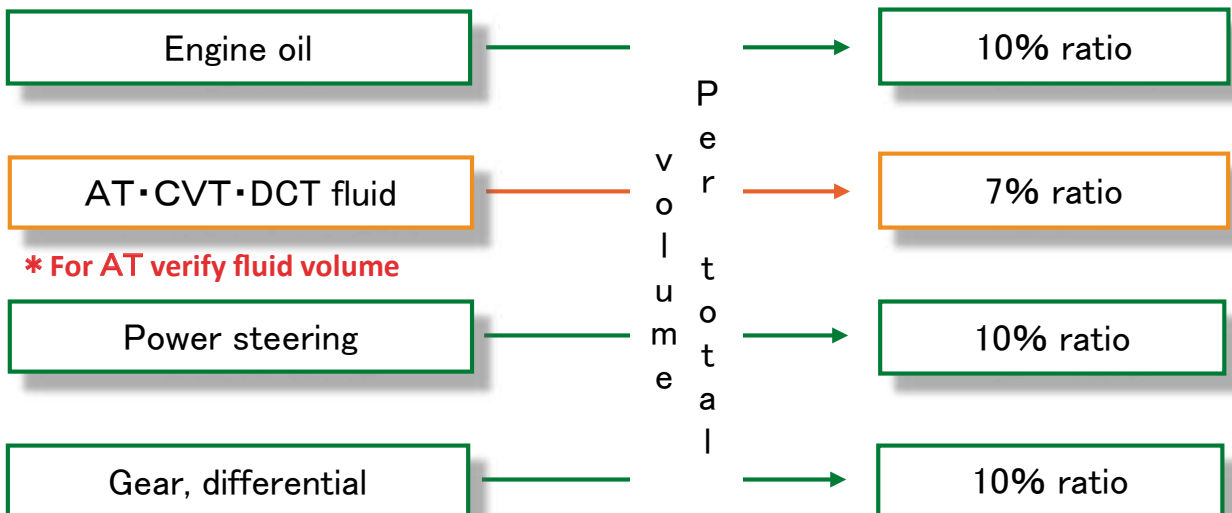 Engine oil
10% ratio
AT・CVT・DCT fluid
7% ratio
* For AT verify fluid volume
Per total
volume
Power steering
10% ratio
Gear, differential
10% ratio